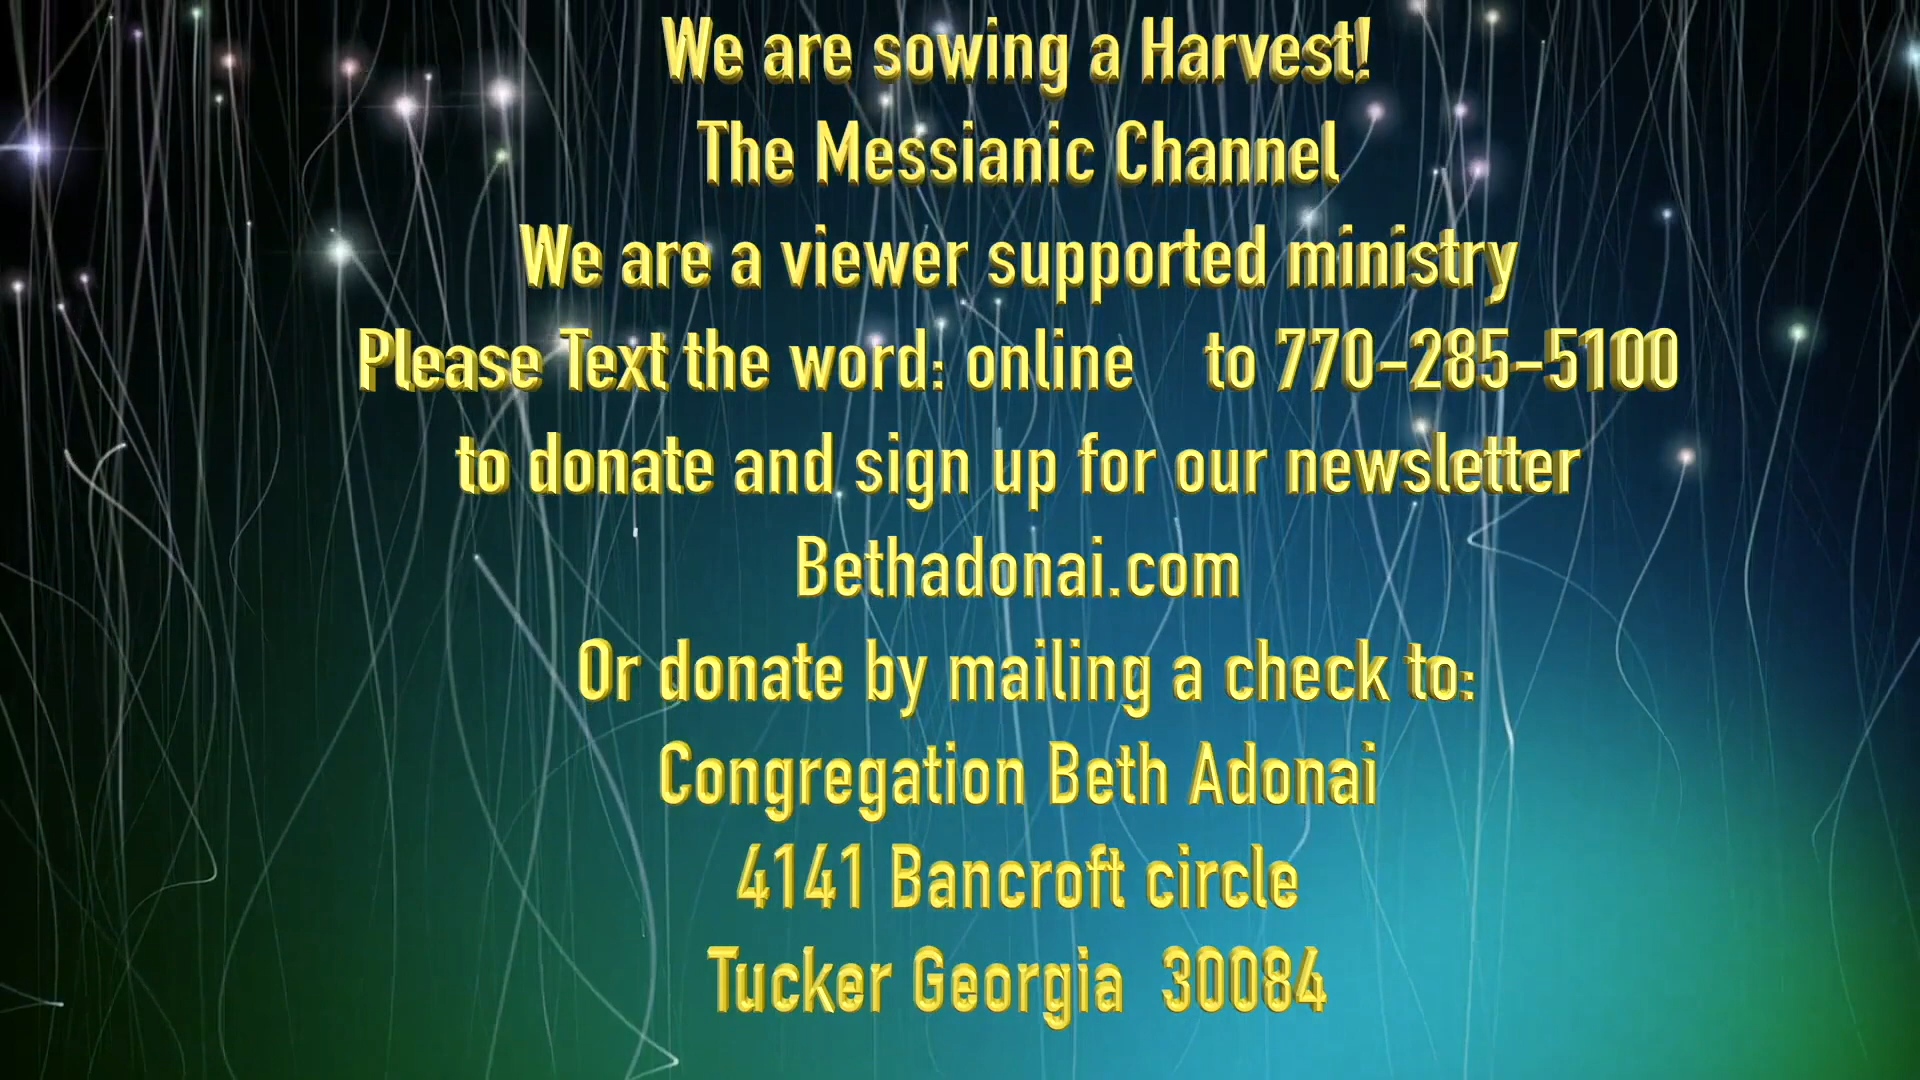 We are sowing a Harvest!
The Messianic Channel
We are a viewer supported ministry
Please Text the word: online to 770-285-5100
to donate and sign up for our newsletter
Bethadonai.com
Or donate by mailing a check to:
Congregation Beth Adonai
4141 Bancroft circle
Tucker Georgia 30084